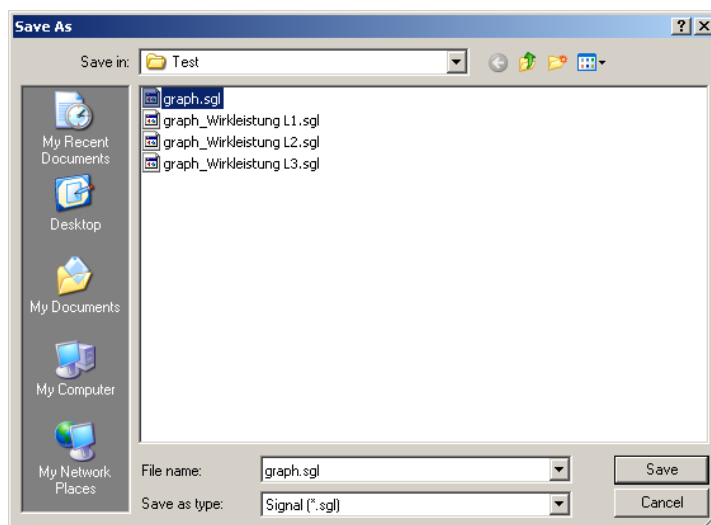 Save As
Save in:
Test
My Recent
Documents
Desktop
My Documents
My Computer
My Network
Places
graph.sgl
graph_Wirkleistung L1.sgl
graph_Wirkleistung L2.sgl
graph_Wirkleistung L3.sgl
File name:
graph.sgl
Save
Save as type:
Signal (*.sgl)
Cancel